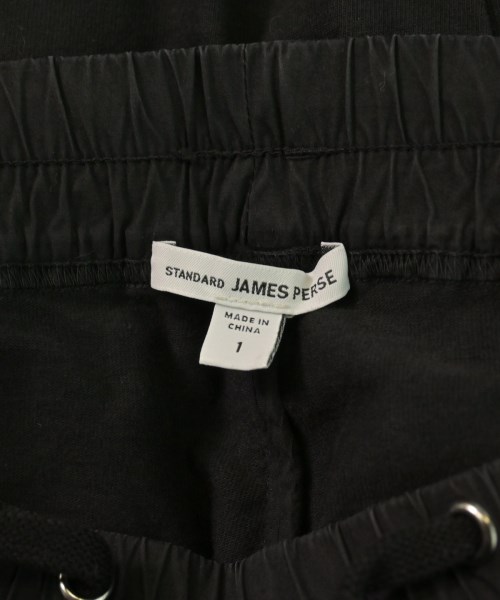 STANDARD JAMES PERSE
MADE IN
CHINA
1